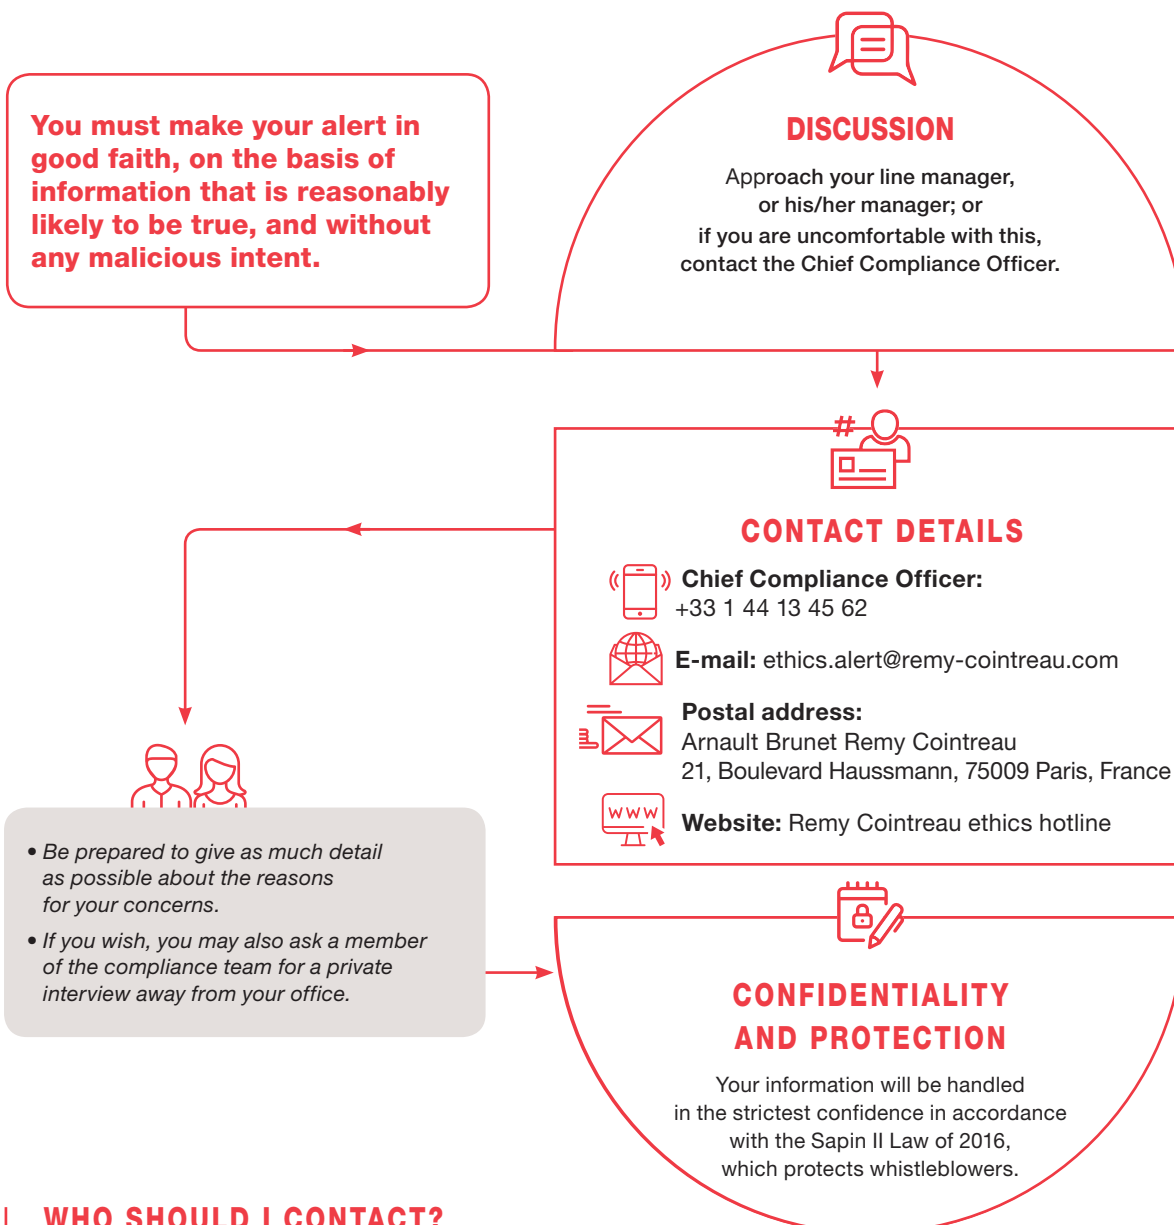 You must make your alert in
good faith, on the basis of
information that is reasonably
likely to be true, and without
any malicious intent.
DISCUSSION
Approach your line manager,
or his/her manager; or
if you are uncomfortable with this,
contact the Chief Compliance Officer.
#
CONTACT DETAILS
Chief Compliance Officer:
+33 1 44 13 45 62
E-mail: ethics.alert@remy-cointreau.com
Postal address:
Arnault Brunet Remy Cointreau
21, Boulevard Haussmann, 75009 Paris, France
WWW
Website: Remy Cointreau ethics hotline
• Be prepared to give as much detail
as possible about the reasons
for your concerns.
• If you wish, you may also ask a member
of the compliance team for a private
interview away from your office.
CONFIDENTIALITY
AND PROTECTION
Your information will be handled
in the strictest confidence in accordance
with the Sapin II Law of 2016,
which protects whistleblowers.
WHO SHOULD I CONTACT?